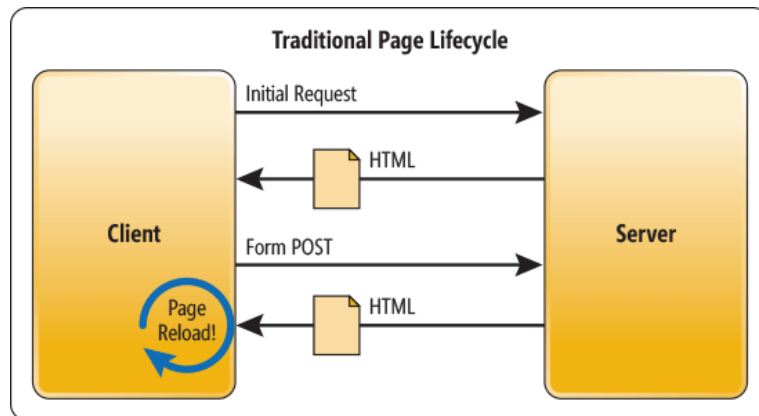 Traditional Page Lifecycle
Initial Request
HTML
Client
Server
Form POST
HTML
Page
Reload!